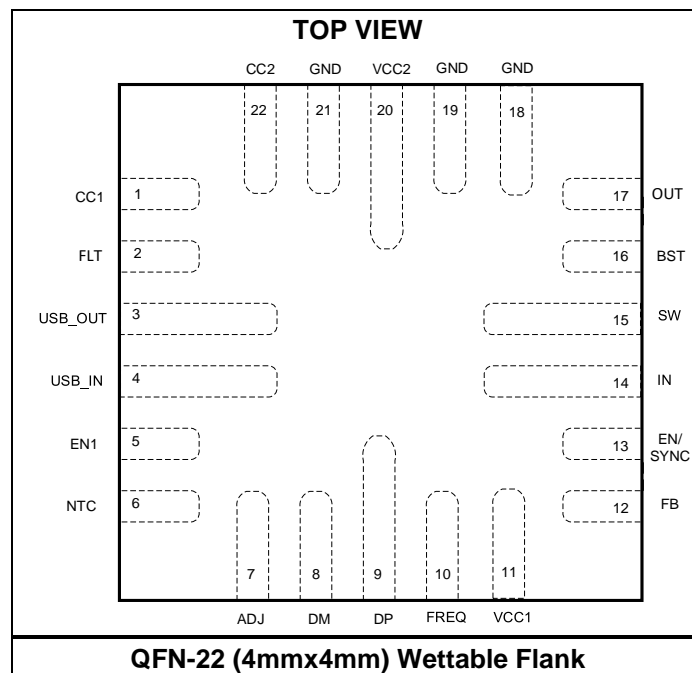 TOP VIEW
CC2 GND VCC2 GND GND
22 21 20 19 18
CC1 1 17 OUT
FLT 2 16 BST
USB_OUT 3 15 SW
USB_IN 4 14 IN
EN1 5 13 EN/
SYNC
NTC 6 12 FB
7 8 9 10 11
ADJ DM DP FREQ VCC1
QFN-22 (4mmx4mm) Wettable Flank